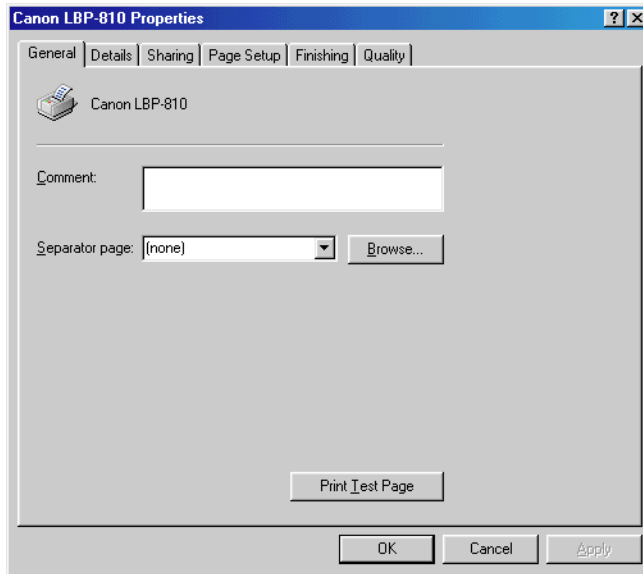 Canon LBP-810 Properties ? X
General Details Sharing Page Setup Finishing Quality
Canon LBP-810
Comment:
Separator page: (none) Browse...
Print Test Page
OK Cancel Apply